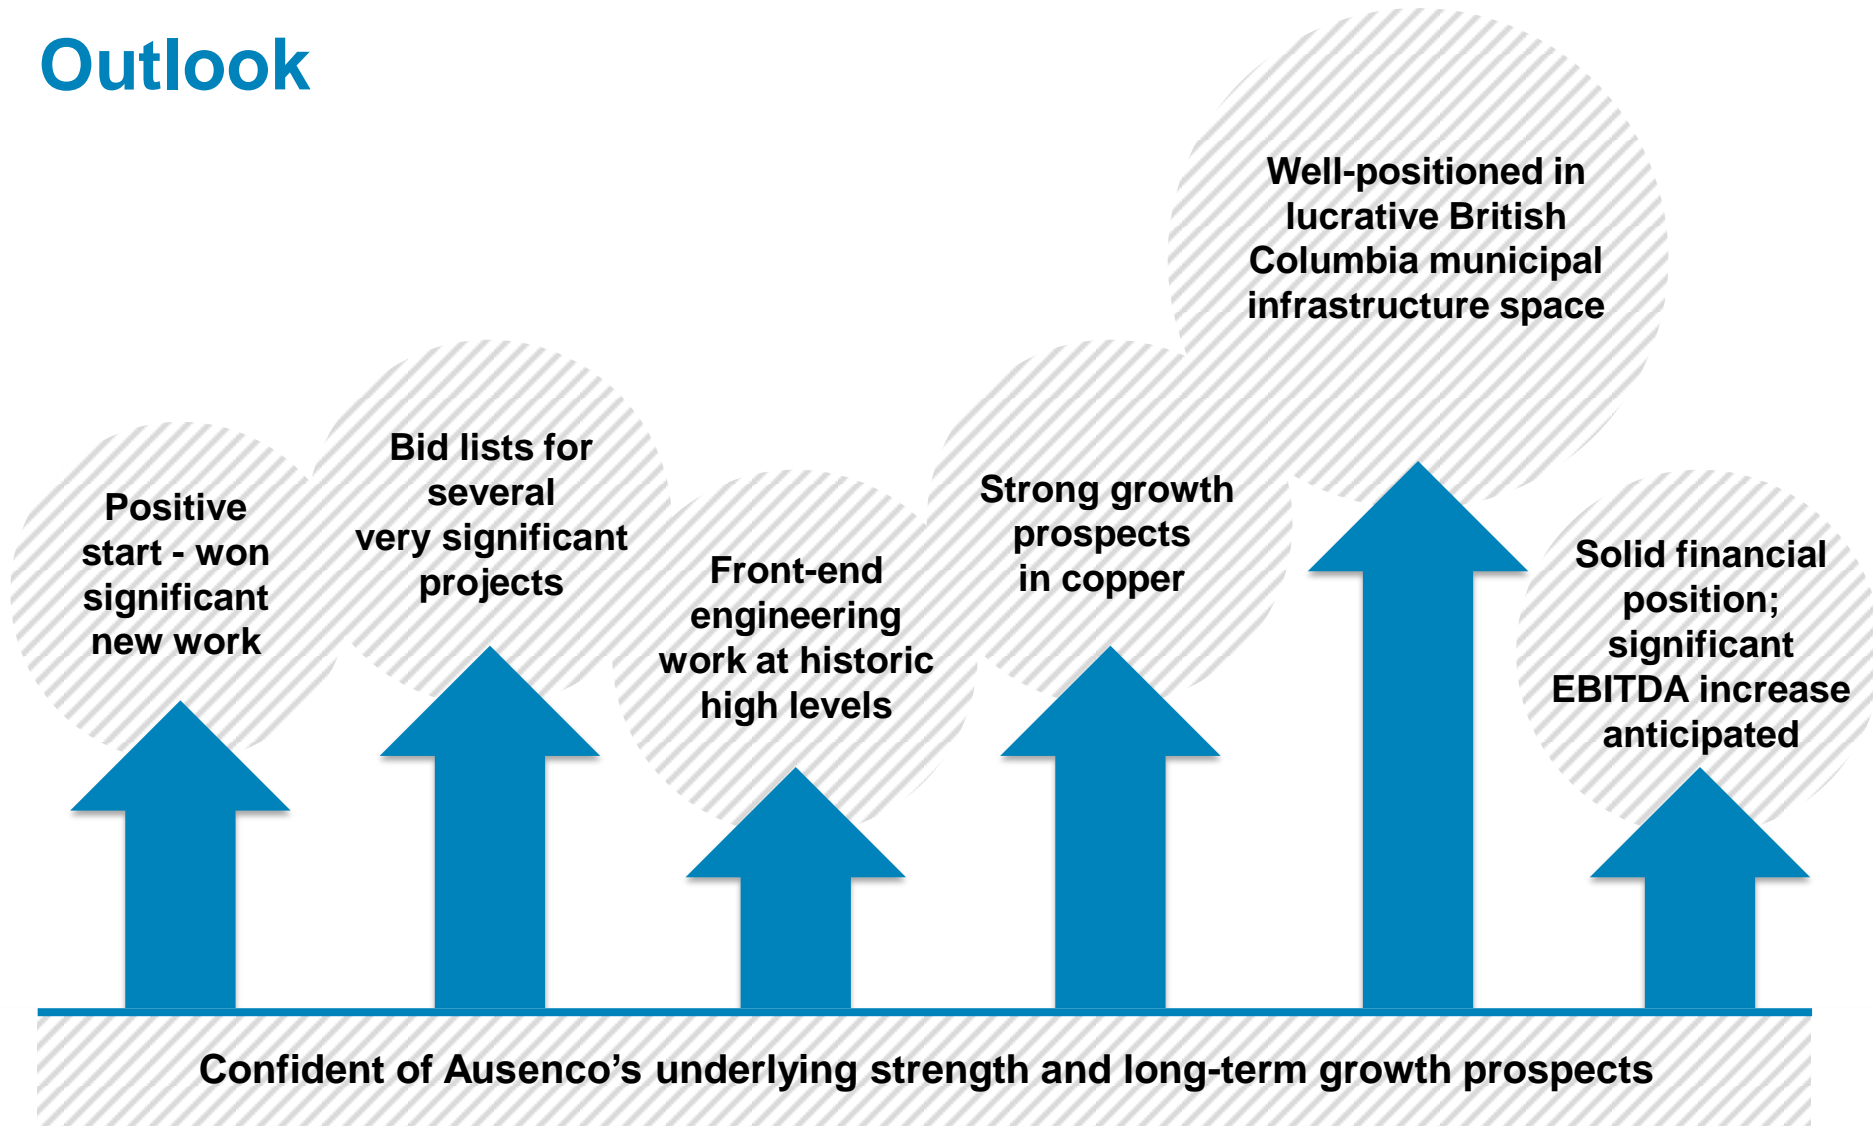 Outlook
Positive
start - won
significant
new work
Bid lists for
several
very significant
projects
Front-end
engineering
work at historic
high levels
Strong growth
prospects
in copper
Well-positioned in
lucrative British
Columbia municipal
infrastructure space
Solid financial
position;
significant
EBITDA increase
anticipated
Confident of Ausenco’s underlying strength and long-term growth prospects